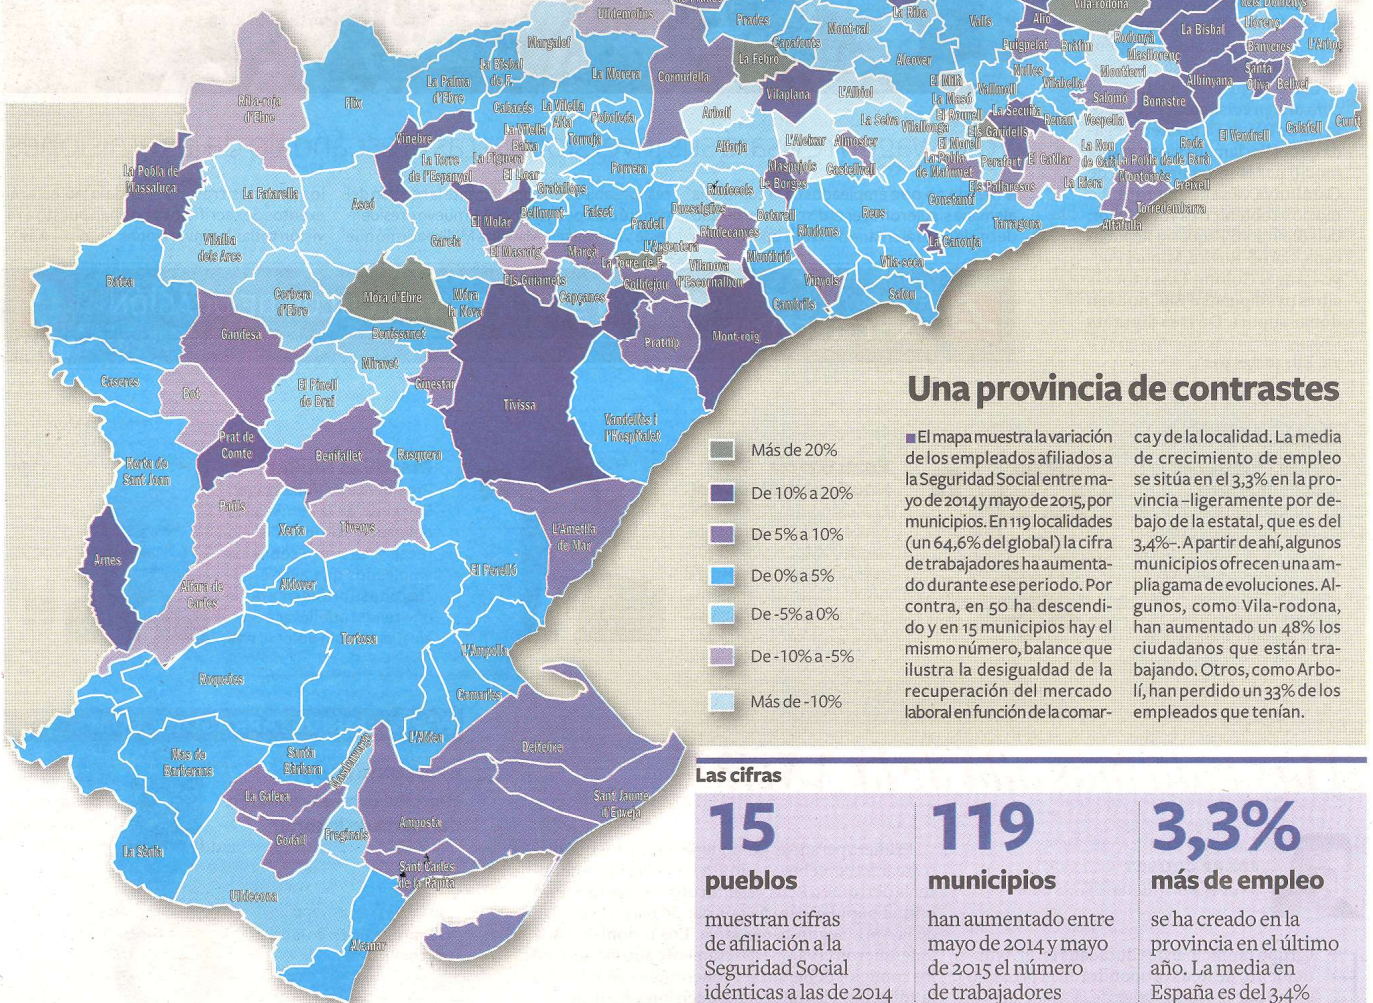 Ulldemolins
Prades
La Riba
Valls
Alió
Vila-rodona
La Bisbal
Llorenç
Margalef
Capafonts
Mont-ral
Puigpelat
Bràfim
Rodonyà
Masllorenç
Banyeres
L'Arboç
La Bisbal
de F.
La Morera
Cornudella
La Febró
Alcover
Nulles
Montferri
Santa
Oliva
Bellvei
Albinyana
La Palma
d'Ebre
Vilaplana
L'Albiol
El Milà
La Masó
Vallmoll
Vilabella
Salomó
Bonastre
Riba-roja
d'Ebre
Flix
Cabacés
La Vilella
Alta
Poboleda
Arbolí
El Rourell
La Secuita
Renau
Vespella
Calafell
Cunit
Vinebre
La Vilella
Baixa
Torroja
La Selva
Vilallonga
Els Garidells
El Vendrell
La Torre
de l'Espanyol
La Figuera
Alforja
L'Aleixar
Almoster
El Morell
La Nou
de Gaià
Roda
de Barà
La Pobla de
Massaluca
El Lloar
Porrera
Maspujols
Castellvell
La Pobla
de Mafumet
Perafort
El Catllar
La Pobla de
Montornès
La Fatarella
Ascó
Gratallops
Riudecols
Le Borges
Els Pallaresos
La Riera
Creixell
El Molar
Bellmunt
Falset
Pradell
Duesaigües
Botarell
Reus
Constantí
Tarragona
Torredembarra
Altafulla
Vilalba
dels Arcs
Garcia
El Masroig
Marçà
L'Argentera
Riudecanyes
Riudoms
La Canonja
Batea
Corbera
d'Ebre
Móra d'Ebre
Móra
la Nova
Els Guiamets
Capçanes
La Torre de F.
Colldejou
Vilanova
d'Escornalbou
Montbrió
Vinyols
Vila-seca
Cambrils
Salou
Gandesa
Benissanet
Pratdip
Mont-roig
Caseres
Bot
El Pinell
de Brai
Miravet
Ginestar
Tivissa
Vandellòs i
l'Hospitalet
Prat de
Comte
Horta de
Sant Joan
Benifallet
Rasquera
Paüls
Xerta
Tivenys
L'Ametlla
de Mar
Arnes
Alfara de
Carles
Aldover
El Perelló
Tortosa
L'Ampolla
Roquetes
Camarles
Mas de
Barberans
Santa
Bàrbara
Masdenverge
L'Aldea
Deltebre
La Galera
Amposta
Sant Jaume
d'Enveja
La Sénia
Godall
Freginals
Sant Carles
de la Ràpita
Ulldecona
Alcanar
Más de 20%
De 10% a 20%
De 5% a 10%
De 0% a 5%
De -5% a 0%
De -10% a -5%
Más de -10%
Una provincia de contrastes
El mapa muestra la variación
de los empleados afiliados a
la Seguridad Social entre ma-
yo de 2014 y mayo de 2015, por
municipios. En 119 localidades
(un 64,6% del global) la cifra
de trabajadores ha aumenta-
do durante ese periodo. Por
contra, en 50 ha descendi-
do y en 15 municipios hay el
mismo número, balance que
ilustra la desigualdad de la
recuperación del mercado
laboral en función de la comar-
ca y de la localidad. La media
de crecimiento de empleo
se sitúa en el 3,3% en la pro-
vincia –ligeramente por de-
bajo de la estatal, que es del
3,4%–. A partir de ahí, algunos
municipios ofrecen una am-
plia gama de evoluciones. Al-
gunos, como Vila-rodona,
han aumentado un 48% los
ciudadanos que están tra-
bajando. Otros, como Arbo-
lí, han perdido un 33% de los
empleados que tenían.
Las cifras
15
pueblos
muestran cifras
de afiliación a la
Seguridad Social
idénticas a las de 2014
119
municipios
han aumentado entre
mayo de 2014 y mayo
de 2015 el número
de trabajadores
3,3%
más de empleo
se ha creado en la
provincia en el último
año. La media en
España es del 3,4%